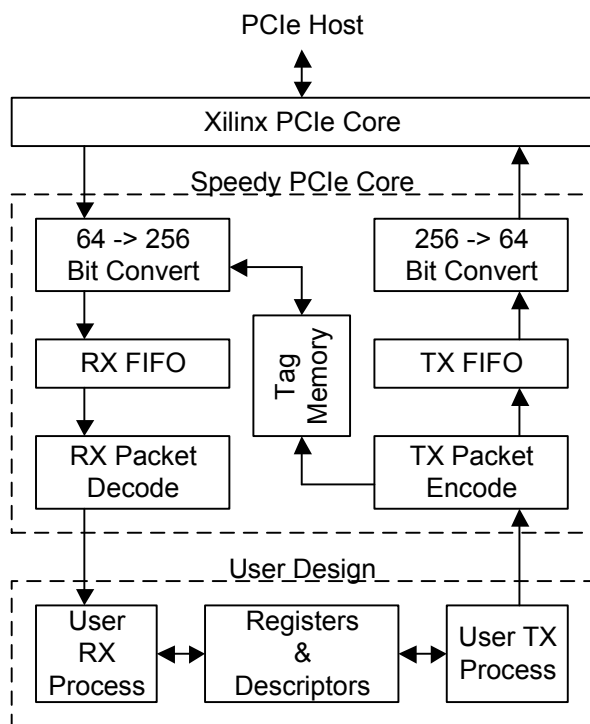 PCIe Host
Xilinx PCIe Core
Speedy PCIe Core
64 -> 256
Bit Convert
256 -> 64
Bit Convert
Tag
Memory
RX FIFO
TX FIFO
RX Packet
Decode
TX Packet
Encode
User Design
User
RX
Process
Registers
&
Descriptors
User TX
Process